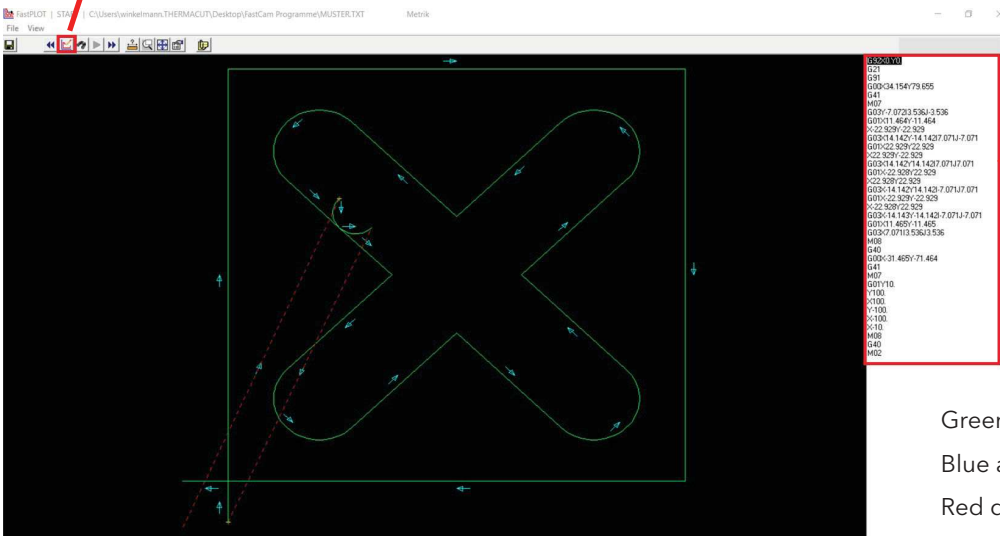 FastPLOT | START | C:\Users\winkelmann.THERMACUT\Desktop\FastCam Programme\MUSTER.TXT Metrik
File View
G92X0.Y0.
G21
G91
G00X34.154Y79.655
G41
M07
G03Y-7.072I3.536J-3.536
G01X11.464Y-11.464
X-22.929Y-22.929
G03X14.142Y-14.142I7.071J-7.071
G01X22.929Y22.929
X22.929Y-22.929
G03X14.142Y14.142I7.071J7.071
G01X-22.928Y22.929
X22.928Y22.929
G03X-14.142Y14.142I-7.071J7.071
G01X-22.929Y-22.929
X-22.928Y22.929
G03X-14.143Y-14.142I-7.071J-7.071
G01X11.465Y-11.465
G03X7.071I3.536J3.536
M08
G40
G00X-31.465Y-71.464
G41
M07
G01Y10.
Y100.
X100.
Y-100.
X-100.
X-10.
M08
G40
M02
Green
Blue a
Red d